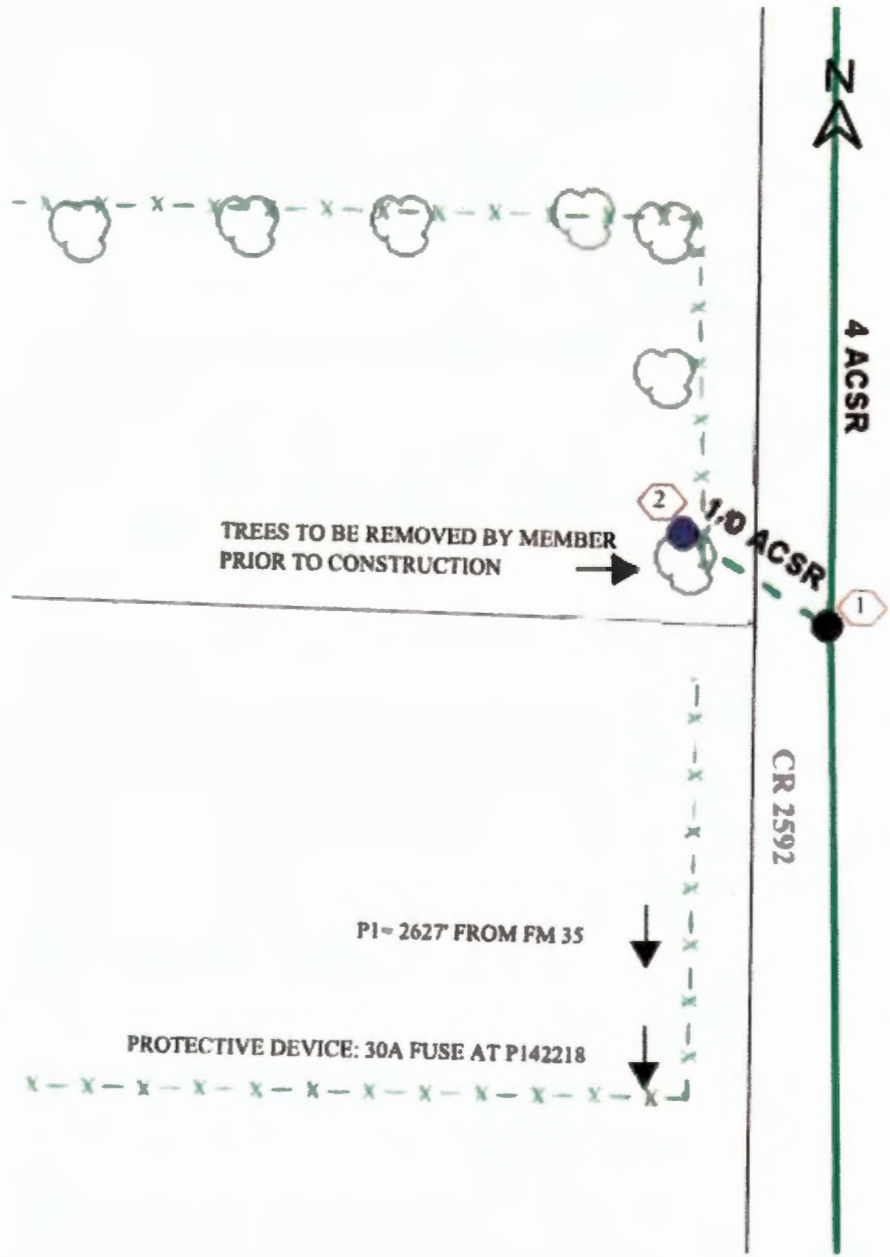 N
4 ACSR
2
1/0 ACSR
1
TREES TO BE REMOVED BY MEMBER
PRIOR TO CONSTRUCTION
CR 2592
P1= 2627' FROM FM 35
PROTECTIVE DEVICE: 30A FUSE AT P142218
X - X - X - X - X - X - X - X - X - X - X - X